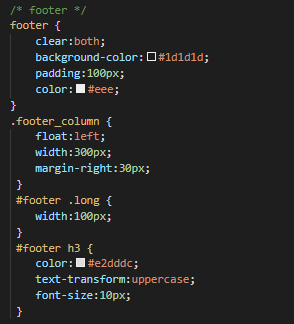 /* footer */
footer {
clear:both;
background-color:#1d1d1d;
padding:100px;
color:#eee;
}
.footer_column {
float:left;
width:300px;
margin-right:30px;
}
#footer .long {
width:100px;
}
#footer h3 {
color:#e2dddc;
text-transform:uppercase;
font-size:10px;
}